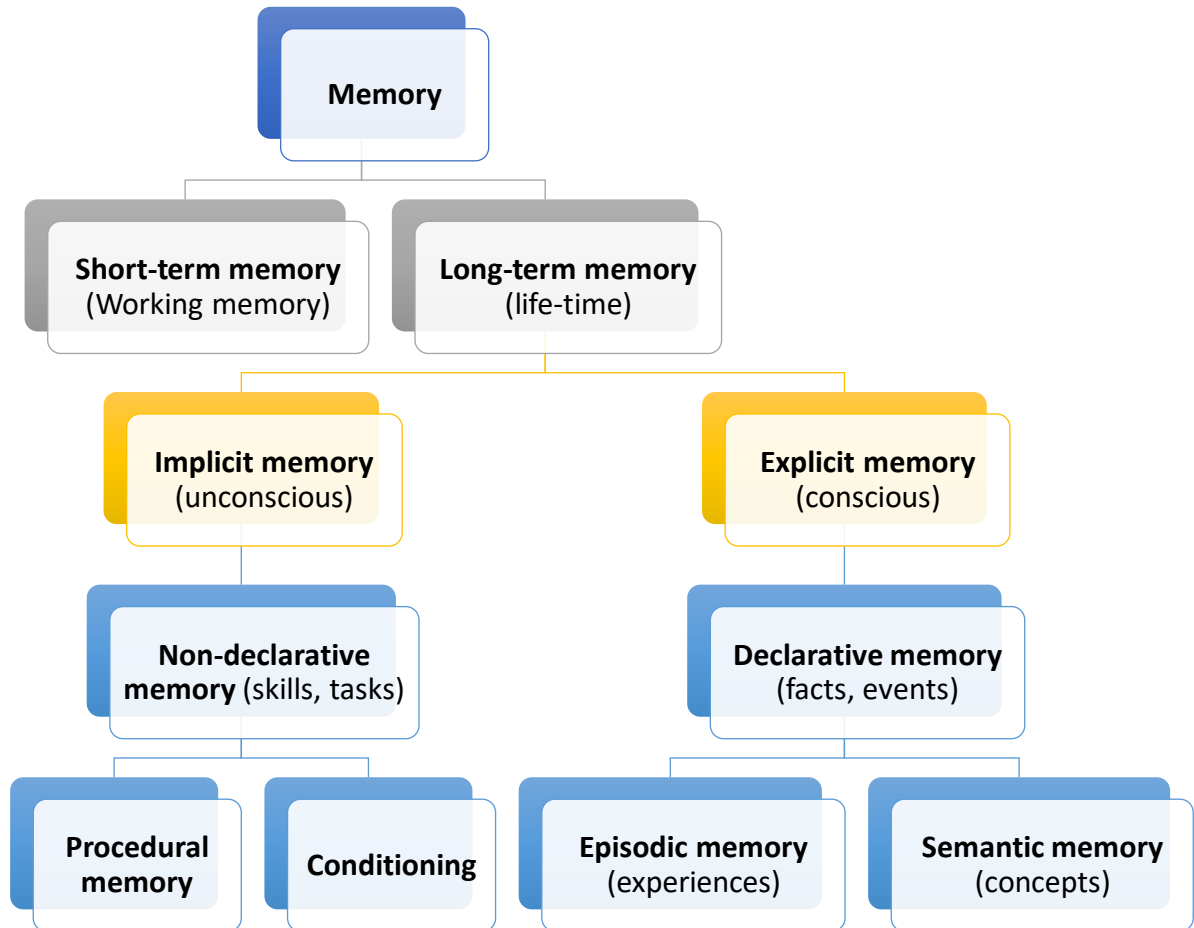 Memory
Short-term memory
(Working memory)
Long-term memory
(life-time)
Implicit memory
(unconscious)
Explicit memory
(conscious)
Non-declarative
memory (skills, tasks)
Declarative memory
(facts, events)
Procedural
memory
Conditioning
Episodic memory
(experiences)
Semantic memory
(concepts)